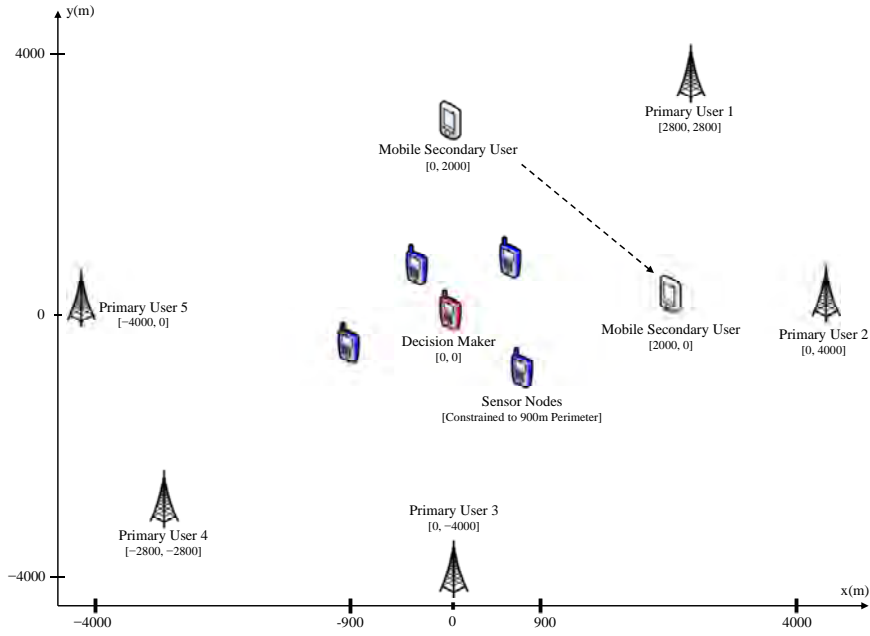 y(m)
4000
Primary User 1
[2800, 2800]
Mobile Secondary User
[0, 2000]
0
Primary User 5
[−4000, 0]
Decision Maker
[0, 0]
Mobile Secondary User
[2000, 0]
Primary User 2
[0, 4000]
Sensor Nodes
[Constrained to 900m Perimeter]
Primary User 3
[0, −4000]
Primary User 4
[−2800, −2800]
−4000
x(m)
−4000
-900
0
900
4000